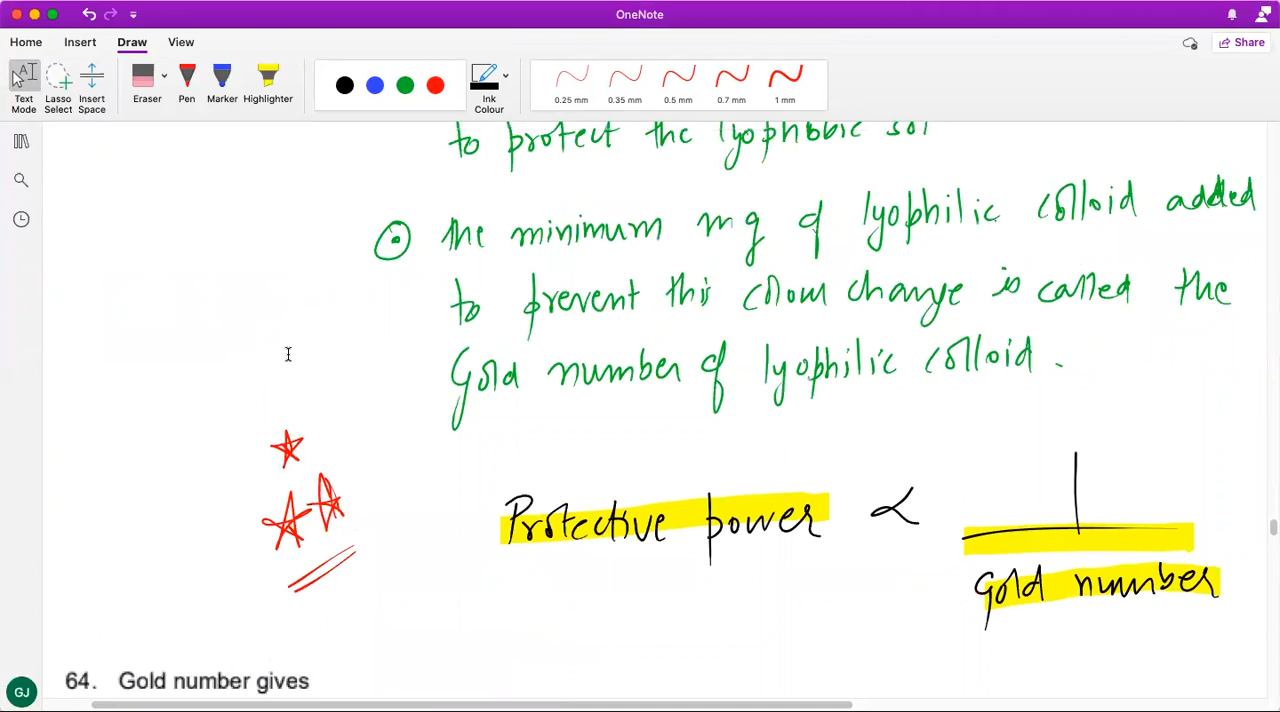 OneNote
Home Insert Draw View
Share
Text Mode
Lasso Select
Insert Space
Eraser
Pen
Marker
Highlighter
Ink Colour
0.25 mm
0.35 mm
0.5 mm
0.7 mm
1 mm
to protect the lyophobic sol
the minimum mg of lyophilic colloid added
to prevent this colour change is called the
Gold number of lyophilic colloid.
Protective power ∝ 1
Gold number
64. Gold number gives
GJ